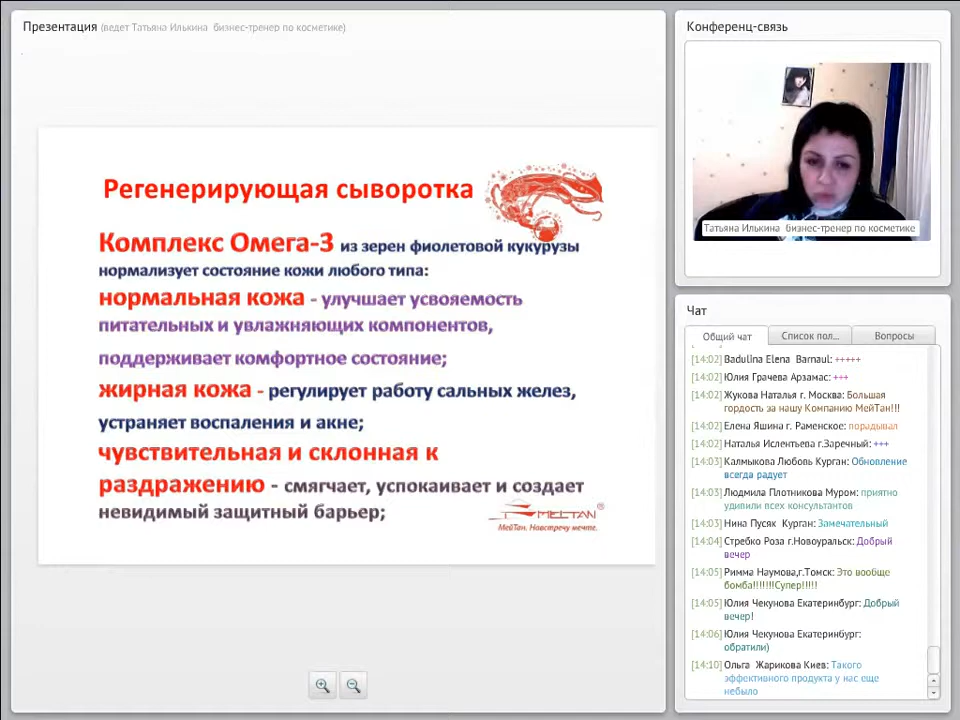 Презентация (ведет Татьяна Илькина бизнес-тренер по косметике)
Регенерирующая сыворотка
Комплекс Омега-3 из зерен фиолетовой кукурузы
нормализует состояние кожи любого типа:
нормальная кожа - улучшает усвояемость
питательных и увлажняющих компонентов,
поддерживает комфортное состояние;
жирная кожа - регулирует работу сальных желез,
устраняет воспаления и акне;
чувствительная и склонная к
раздражению - смягчает, успокаивает и создает
невидимый защитный барьер;
MEITAN®
МейТан. Навстречу мечте.
Конференц-связь
Татьяна Илькина бизнес-тренер по косметике
Чат
Общий чат
Список пол...
Вопросы
[14:02] Badulina Elena Barnaul: +++++
[14:02] Юлия Грачева Арзамас: +++
[14:02] Жукова Наталья г. Москва: Большая
гордость за нашу Компанию МейТан!!!
[14:02] Елена Яшина г. Раменское: порадывал
[14:02] Наталья Ислентьева г.Заречный: +++
[14:03] Калмыкова Любовь Курган: Обновление
всегда радует
[14:03] Людмила Плотникова Муром: приятно
удивили всех консультантов
[14:03] Нина Пусяк Курган: Замечательный
[14:04] Стребко Роза г.Новоуральск: Добрый
вечер
[14:05] Римма Наумова,г.Томск: Это вообще
бомба!!!!!!!Супер!!!!!
[14:05] Юлия Чекунова Екатеринбург: Добрый
вечер!
[14:06] Юлия Чекунова Екатеринбург:
обратили)
[14:10] Ольга Жарикова Киев: Такого
эффективного продукта у нас еще
небыло